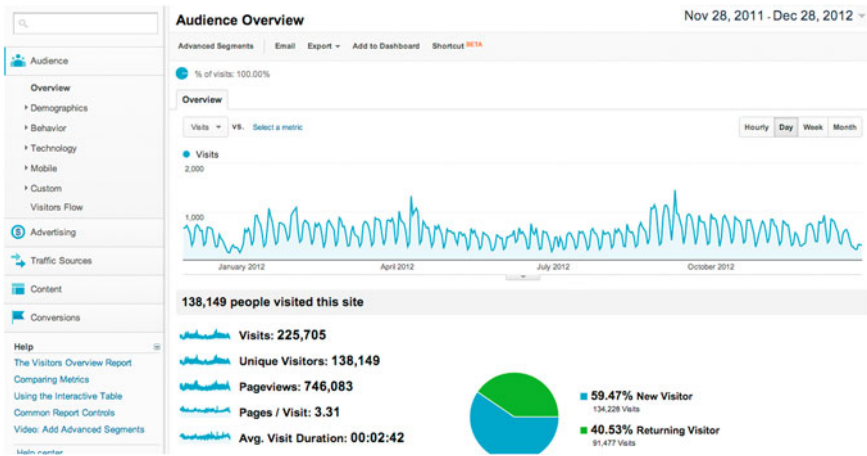 Audience Overview
Nov 28, 2011 - Dec 28, 2012
Advanced Segments Email Export Add to Dashboard Shortcut BETA
% of visits: 100.00%
Overview
Visits VS. Select a metric
Hourly Day Week Month
Visits
2,000
1,000
January 2012 April 2012 July 2012 October 2012
138,149 people visited this site
Visits: 225,705
Unique Visitors: 138,149
Pageviews: 746,083
Pages / Visit: 3.31
Avg. Visit Duration: 00:02:42
59.47% New Visitor
134,228 Visits
40.53% Returning Visitor
91,477 Visits
Audience
Overview
Demographics
Behavior
Technology
Mobile
Custom
Visitors Flow
Advertising
Traffic Sources
Content
Conversions
Help
The Visitors Overview Report
Comparing Metrics
Using the Interactive Table
Common Report Controls
Video: Add Advanced Segments
Help center